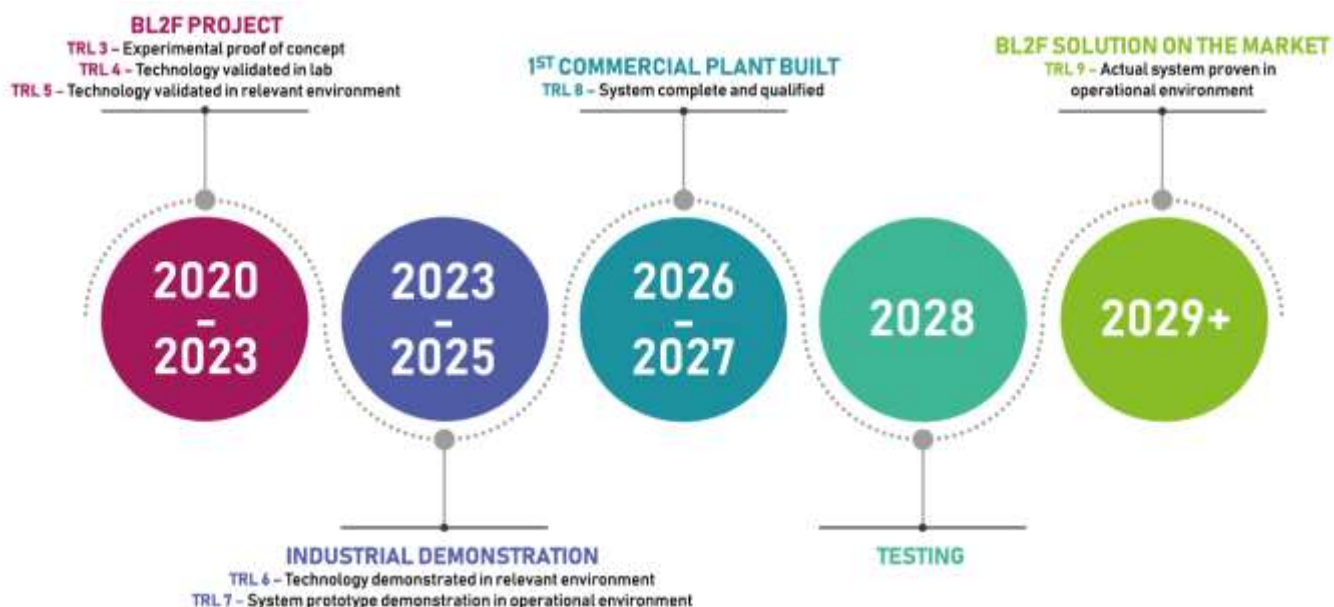 BL2F PROJECT
TRL 3 – Experimental proof of concept
TRL 4 – Technology validated in lab
TRL 5 – Technology validated in relevant environment
1ST COMMERCIAL PLANT BUILT
TRL 8 – System complete and qualified
BL2F SOLUTION ON THE MARKET
TRL 9 – Actual system proven in
operational environment
2020
–
2023
2023
–
2025
2026
–
2027
2028
2029+
INDUSTRIAL DEMONSTRATION
TRL 6 – Technology demonstrated in relevant environment
TRL 7 – System prototype demonstration in operational environment
TESTING